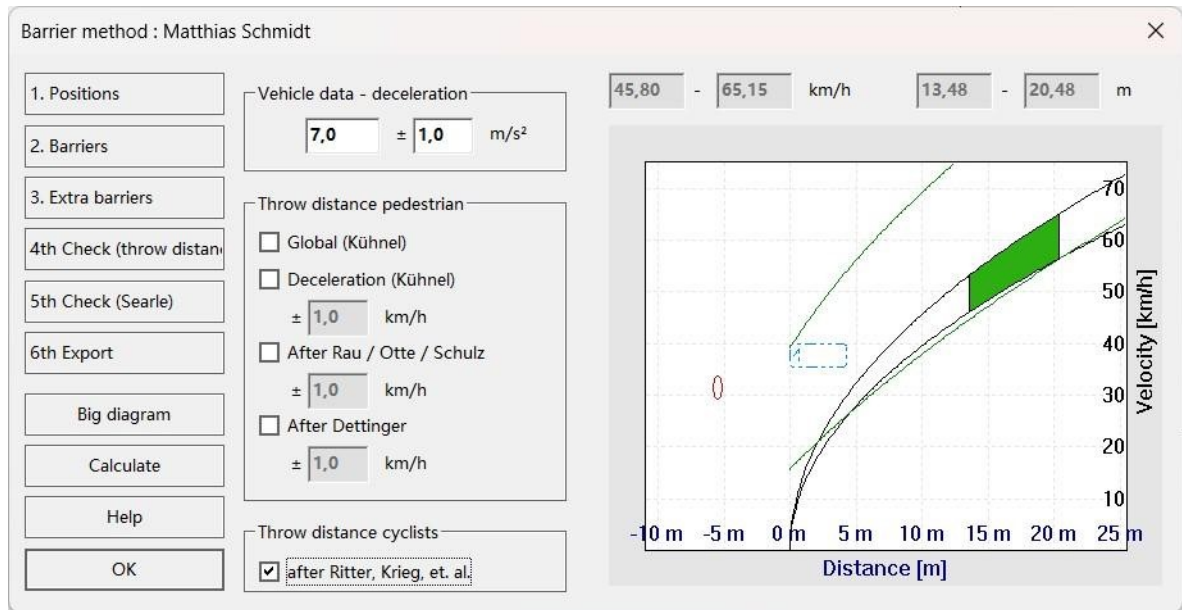 Barrier method : Matthias Schmidt
1. Positions
2. Barriers
3. Extra barriers
4th Check (throw distan
5th Check (Searle)
6th Export
Big diagram
Calculate
Help
OK
Vehicle data - deceleration
7,0 ± 1,0 m/s²
Throw distance pedestrian
Global (Kühnel)
Deceleration (Kühnel)
± 1,0 km/h
After Rau / Otte / Schulz
± 1,0 km/h
After Dettinger
± 1,0 km/h
Throw distance cyclists
after Ritter, Krieg, et. al.
45,80 - 65,15 km/h 13,48 - 20,48 m
70
60
50
40
30
20
10
Velocity [km/h]
-10 m -5 m 0 m 5 m 10 m 15 m 20 m 25 m
Distance [m]